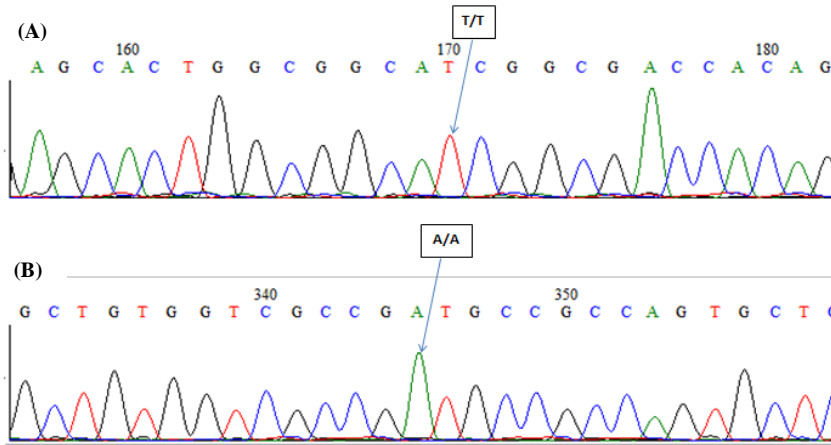 T/T
(A)
160 170 180
A G C A C T G G C G G C A T C G G C G A C C A C A G
A/A
(B)
340 350
G C T G T G G T C G C C G A T G C C G C C A G T G C T C